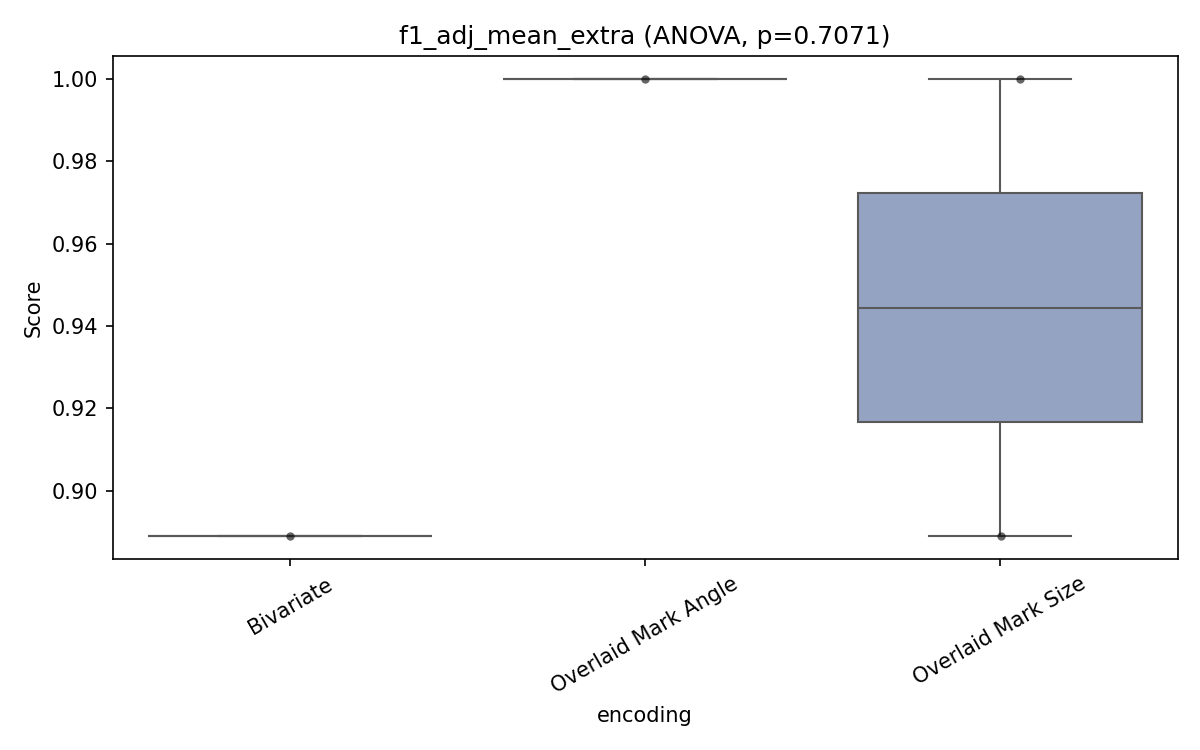 f1_adj_mean_extra (ANOVA, p=0.7071)
1.00
0.98
0.96
0.94
0.92
0.90
Score
Bivariate
Overlaid Mark Angle
Overlaid Mark Size
encoding